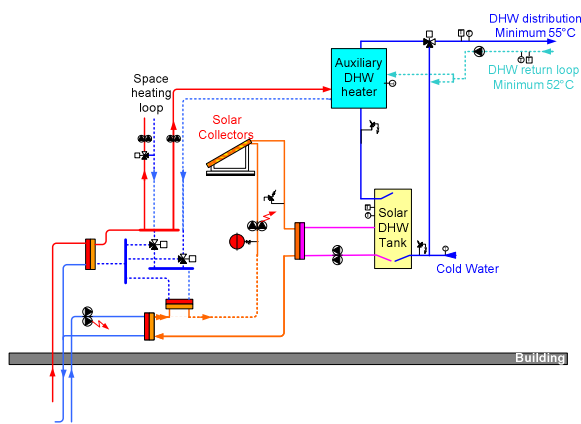 DHW distribution
Minimum 55°C
DHW return loop
Minimum 52°C
Auxiliary
DHW
heater
Space
heating
loop
Solar
Collectors
Solar
DHW
Tank
Cold Water
Building